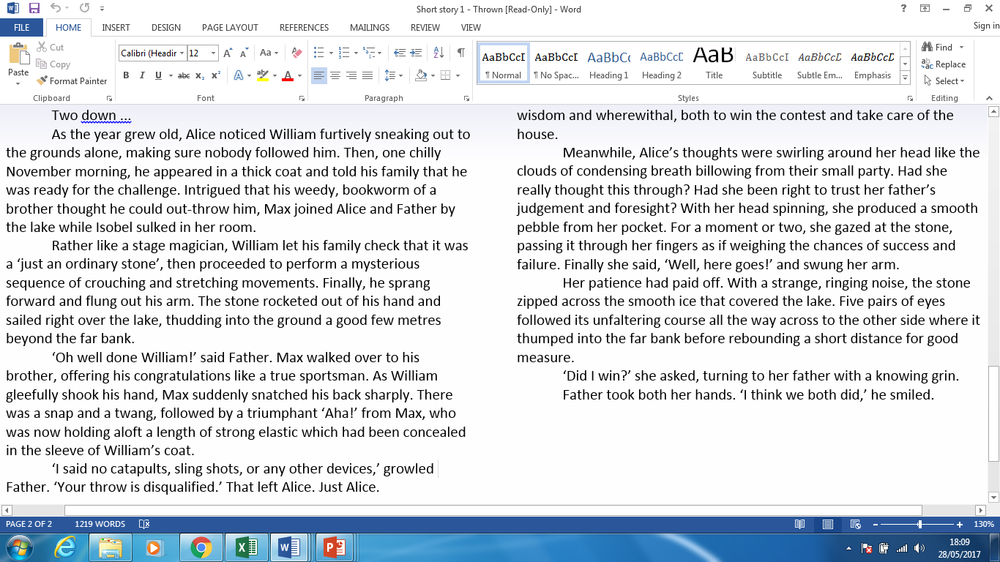 Short story 1 - Thrown [Read-Only] - Word
Sign in
FILE HOME INSERT DESIGN PAGE LAYOUT REFERENCES MAILINGS REVIEW VIEW
Paste
Cut
Copy
Format Painter
Clipboard
Calibri (Headir 12
Aa
B I U abc x₂ x²
Font
Paragraph
AaBbCcI AaBbCcI AaBbCc AaBbCcD AaB AaBbCcI AaBbCcD AaBbCcD
¶ Normal ¶ No Spac... Heading 1 Heading 2 Title Subtitle Subtle Em... Emphasis
Styles
Find
Replace
Select
Editing
Two down ...
As the year grew old, Alice noticed William furtively sneaking out to
the grounds alone, making sure nobody followed him. Then, one chilly
November morning, he appeared in a thick coat and told his family that he
was ready for the challenge. Intrigued that his weedy, bookworm of a
brother thought he could out-throw him, Max joined Alice and Father by
the lake while Isobel sulked in her room.
Rather like a stage magician, William let his family check that it was
a ‘just an ordinary stone’, then proceeded to perform a mysterious
sequence of crouching and stretching movements. Finally, he sprang
forward and flung out his arm. The stone rocketed out of his hand and
sailed right over the lake, thudding into the ground a good few metres
beyond the far bank.
‘Oh well done William!’ said Father. Max walked over to his
brother, offering his congratulations like a true sportsman. As William
gleefully shook his hand, Max suddenly snatched his back sharply. There
was a snap and a twang, followed by a triumphant ‘Aha!’ from Max, who
was now holding aloft a length of strong elastic which had been concealed
in the sleeve of William’s coat.
‘I said no catapults, sling shots, or any other devices,’ growled
Father. ‘Your throw is disqualified.’ That left Alice. Just Alice.
wisdom and wherewithal, both to win the contest and take care of the
house.
Meanwhile, Alice’s thoughts were swirling around her head like the
clouds of condensing breath billowing from their small party. Had she
really thought this through? Had she been right to trust her father’s
judgement and foresight? With her head spinning, she produced a smooth
pebble from her pocket. For a moment or two, she gazed at the stone,
passing it through her fingers as if weighing the chances of success and
failure. Finally she said, ‘Well, here goes!’ and swung her arm.
Her patience had paid off. With a strange, ringing noise, the stone
zipped across the smooth ice that covered the lake. Five pairs of eyes
followed its unfaltering course all the way across to the other side where it
thumped into the far bank before rebounding a short distance for good
measure.
‘Did I win?’ she asked, turning to her father with a knowing grin.
Father took both her hands. ‘I think we both did,’ he smiled.
PAGE 2 OF 2 1219 WORDS 130%
18:09
28/05/2017